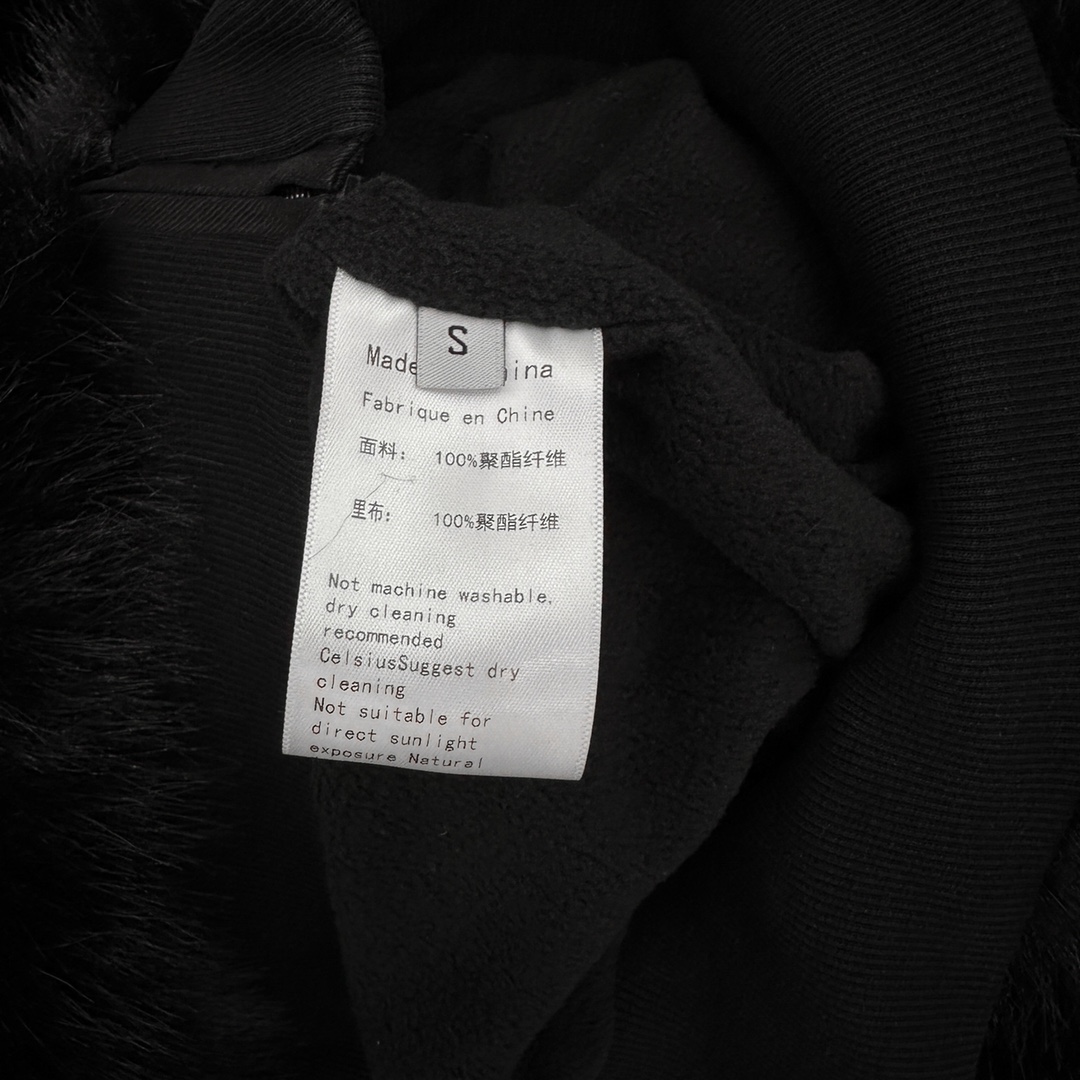 S
Made ina
Fabrique en Chine
面料： 100%聚酯纤维
里布： 100%聚酯纤维
Not machine washable,
dry cleaning
recommended
CelsiusSuggest dry
cleaning
Not suitable for
direct sunlight
exposure Natural